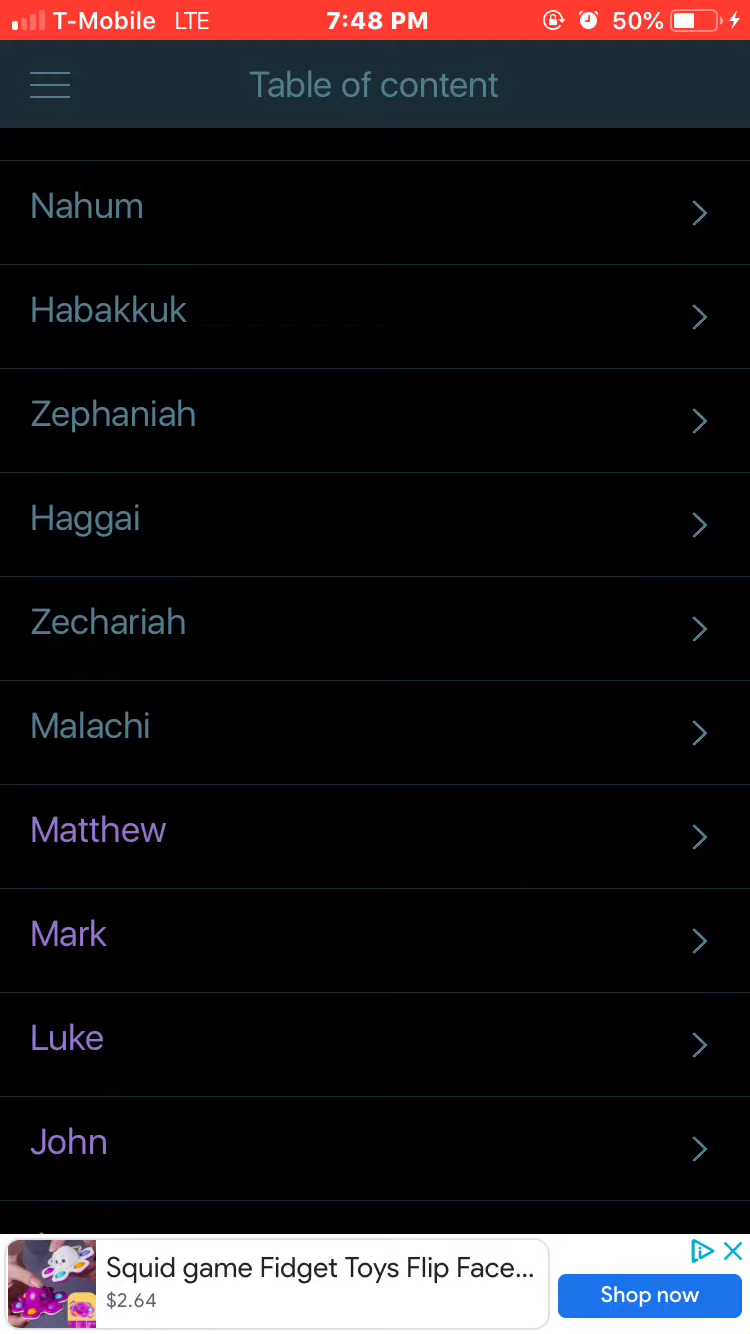 T-Mobile LTE 7:48 PM 50%
Table of content
Nahum
Habakkuk
Zephaniah
Haggai
Zechariah
Malachi
Matthew
Mark
Luke
John
Squid game Fidget Toys Flip Face...
$2.64
Shop now